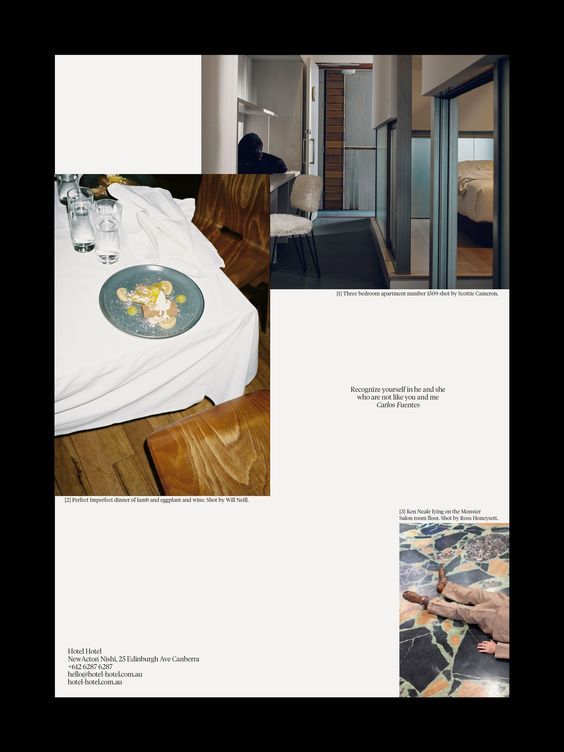 [1] Three bedroom apartment number 1509 shot by Scottie Cameron.
Recognize yourself in he and she
who are not like you and me
Carlos Fuentes
[2] Perfect Imperfect dinner of lamb and eggplant and wine. Shot by Will Neill.
[3] Ken Neale lying on the Monster
Salon room floor. Shot by Ross Honeysett.
Hotel Hotel
NewActon Nishi, 25 Edinburgh Ave Canberra
+612 6287 6287
hello@hotel-hotel.com.au
hotel-hotel.com.au